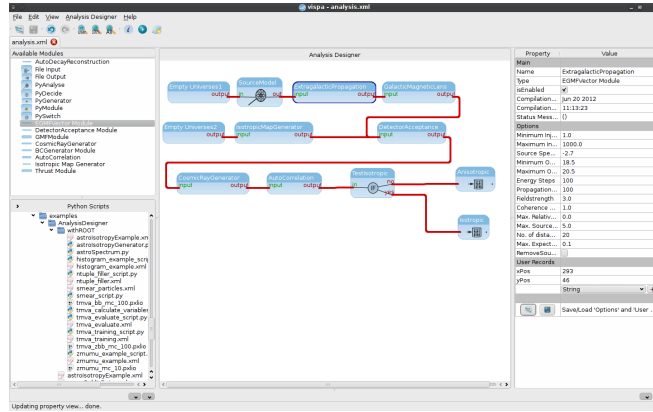 vispa - analysis.xml
File Edit View Analysis Designer Help
analysis.xml
Available Modules
AutoDecayReconstruction
File Input
File Output
PyAnalyse
PyDecide
PyGenerator
PyModule
PySwitch
EGMFVector Module
DetectorAcceptance Module
GMFModule
CosmicRayGenerator
BCGenerator Module
AutoCorrelation
Isotropic Map Generator
Thrust Module
Python Scripts
examples
AnalysisDesigner
withROOT
astroIsotropyExample.xm
astroIsotropyGenerator.p
astroSpectrum.py
histogram_example_scrip
histogram_example.xml
ntuple_filler_script.py
ntuple_filler.xml
smear_particles.xml
smear_script.py
tmva_bb_mc_100.pxlio
tmva_calculate_variables
tmva_evaluate_script.py
tmva_evaluate.xml
tmva_training_script.py
tmva_training.xml
tmva_zbb_mc_100.pxlio
zmumu_example_script.
zmumu_example.xml
zmumu_mc_10.pxlio
astroIsotropyExample.xml
Analysis Designer
Empty Universes1
output
SourceModel
in
out
ExtragalacticPropagation
input output
GalacticMagneticLens
input output
Empty Universes2
output
IsotropicMapGenerator
input output
DetectorAcceptance
input output
CosmicRayGenerator
input output
AutoCorrelation
input output
TestIsotropic
in
IF
no
yes
Anisotropic
Isotropic
Property Value
Main
Name ExtragalacticPropagation
Type EGMFVector Module
isEnabled
Compilation... Jun 20 2012
Compilation... 11:13:23
Status Mess... ()
Options
Minimum Inj... 1.0
Maximum In... 1000.0
Source Spe... -2.7
Minimum O... 18.5
Maximum O... 20.5
Energy Steps 100
Propagation... 100
Fieldstrength 3.0
Coherence ... 1.0
Max. Relativ... 0.0
Max. Source... 5.0
No. of dista... 20
Max. Expect... 0.1
RemoveSou...
User Records
xPos 293
yPos 46
String
Save/Load 'Options' and 'User ..
Updating property view... done.